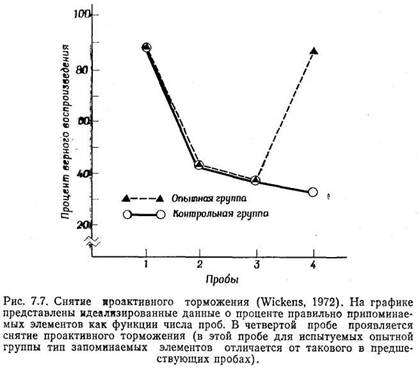 Процент верного воспроизведения
100
80
60
40
20
Опытная группа
Контрольная группа
1 2 3 4
Пробы
Рис. 7.7. Снятие проактивного торможения (Wickens, 1972). На графике
представлены идеализированные данные о проценте правильно припоминае-
мых элементов как функции числа проб. В четвертой пробе проявляется
снятие проактивного торможения (в этой пробе для испытуемых опытной
группы тип запоминаемых элементов отличается от такового в предше-
ствующих пробах).